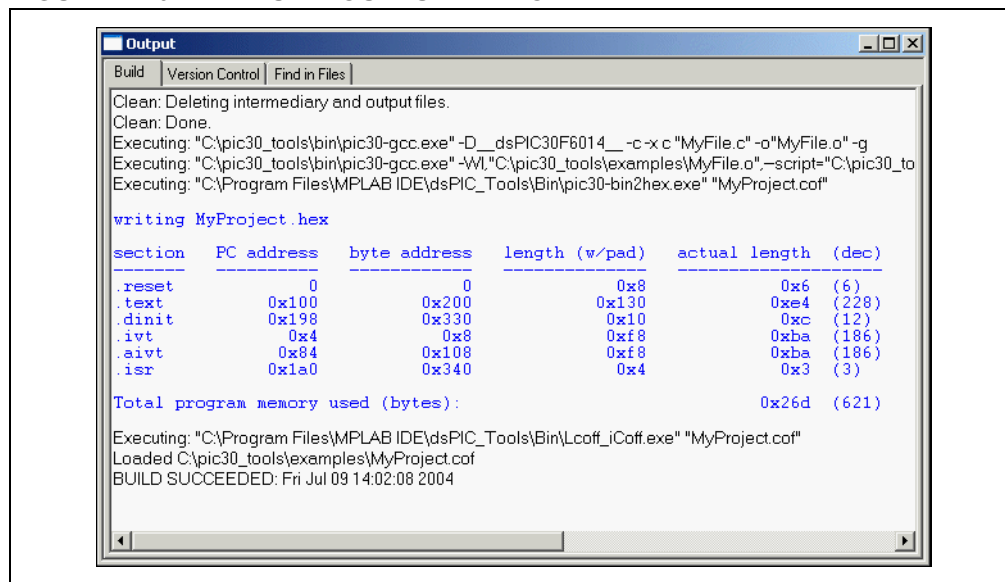 Output
Build Version Control Find in Files
Clean: Deleting intermediary and output files.
Clean: Done.
Executing: "C:\pic30_tools\bin\pic30-gcc.exe" -D__dsPIC30F6014__ -c -x c "MyFile.c" -o"MyFile.o" -g
Executing: "C:\pic30_tools\bin\pic30-gcc.exe" -Wl,"C:\pic30_tools\examples\MyFile.o",--script="C:\pic30_to
Executing: "C:\Program Files\MPLAB IDE\dsPIC_Tools\Bin\pic30-bin2hex.exe" "MyProject.cof"
writing MyProject.hex
section PC address byte address length (w/pad) actual length (dec)
------- ---------- ------------ -------------- --------------------
.reset 0 0 0x8 0x6 (6)
.text 0x100 0x200 0x130 0xe4 (228)
.dinit 0x198 0x330 0x10 0xc (12)
.ivt 0x4 0x8 0xf8 0xba (186)
.aivt 0x84 0x108 0xf8 0xba (186)
.isr 0x1a0 0x340 0x4 0x3 (3)
Total program memory used (bytes): 0x26d (621)
Executing: "C:\Program Files\MPLAB IDE\dsPIC_Tools\Bin\Lcoff_iCoff.exe" "MyProject.cof"
Loaded C:\pic30_tools\examples\MyProject.cof
BUILD SUCCEEDED: Fri Jul 09 14:02:08 2004